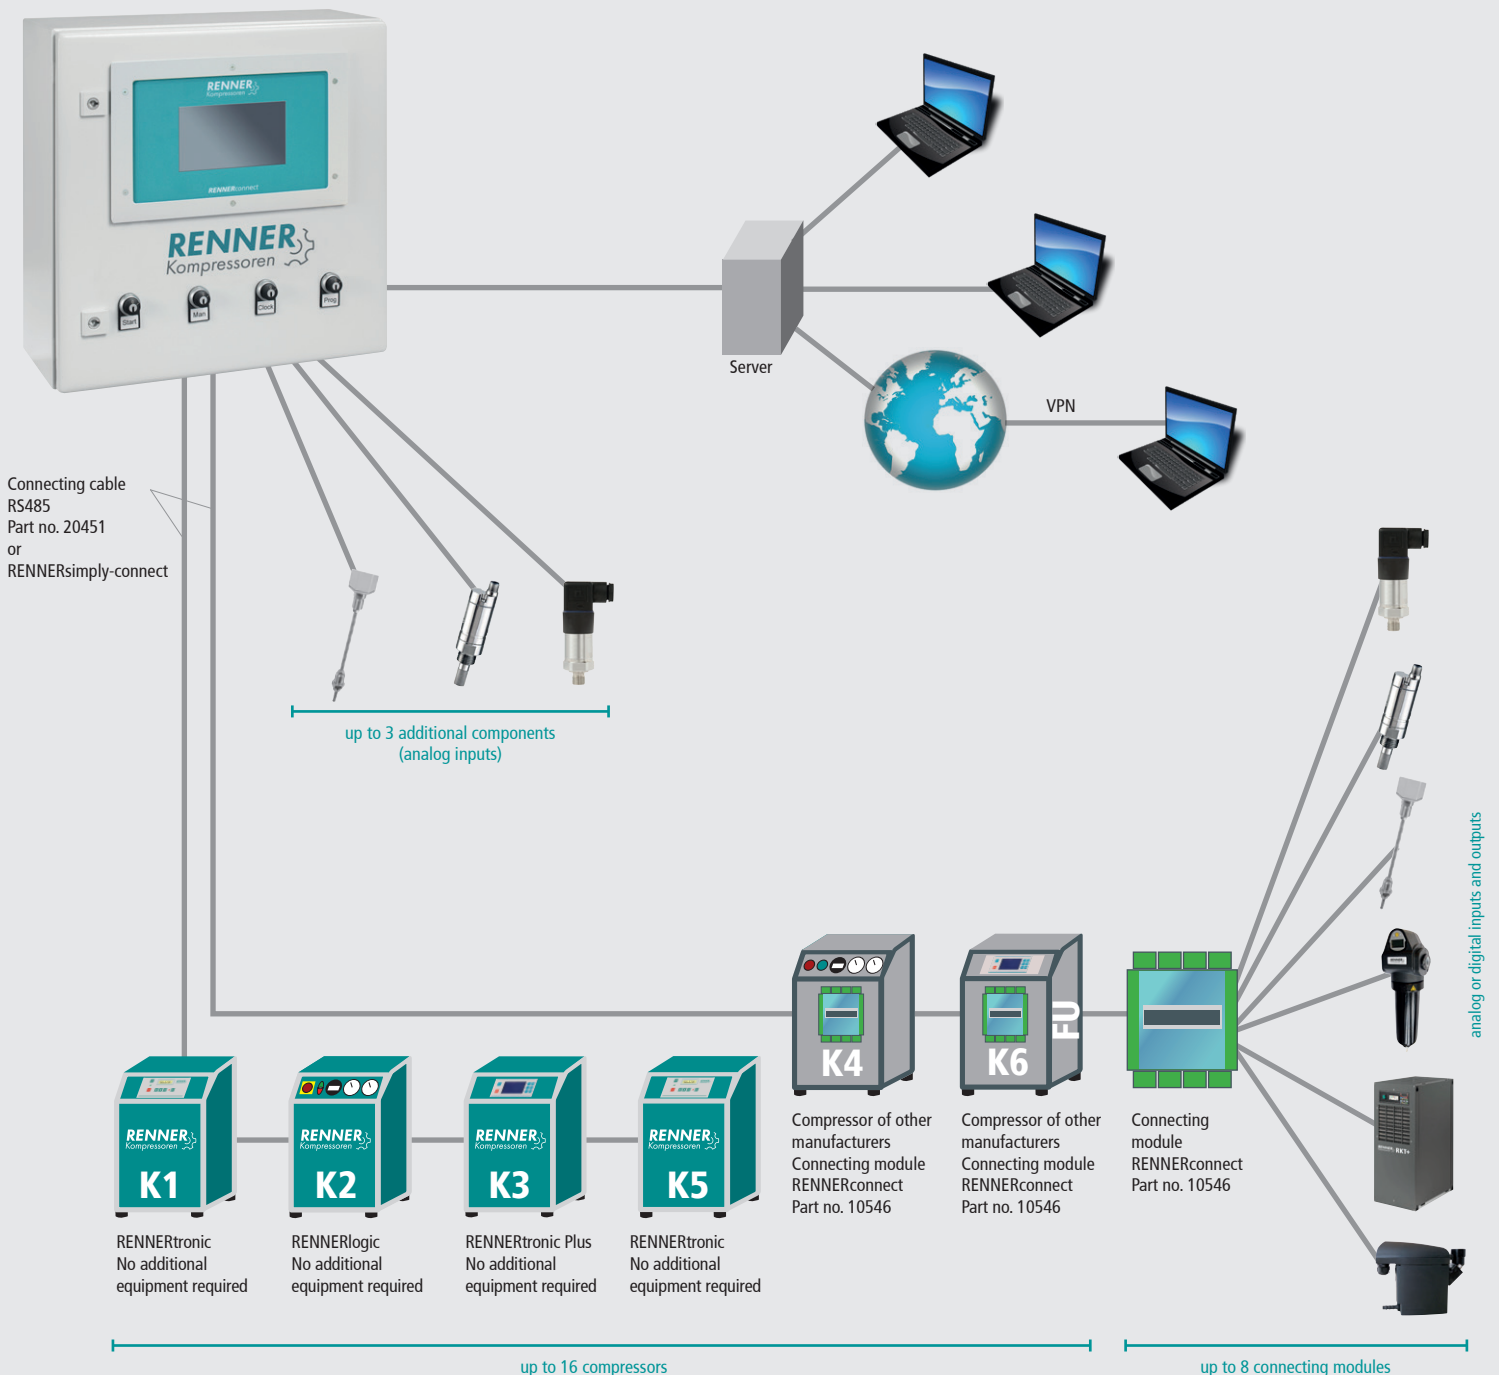 RENNER
Kompressoren
RENNERconnect
RENNER
Kompressoren
Start
Man
Clock
Prog
Server
VPN
Connecting cable
RS485
Part no. 20451
or
RENNERsimply-connect
up to 3 additional components
(analog inputs)
analog or digital inputs and outputs
K4
K6
FU
Compressor of other
manufacturers
Connecting module
RENNERconnect
Part no. 10546
Compressor of other
manufacturers
Connecting module
RENNERconnect
Part no. 10546
Connecting
module
RENNERconnect
Part no. 10546
RENNER
Kompressoren
K1
RENNER
Kompressoren
K2
RENNER
Kompressoren
K3
RENNER
Kompressoren
K5
RK1+
RENNERtronic
No additional
equipment required
RENNERlogic
No additional
equipment required
RENNERtronic Plus
No additional
equipment required
RENNERtronic
No additional
equipment required
up to 16 compressors
up to 8 connecting modules